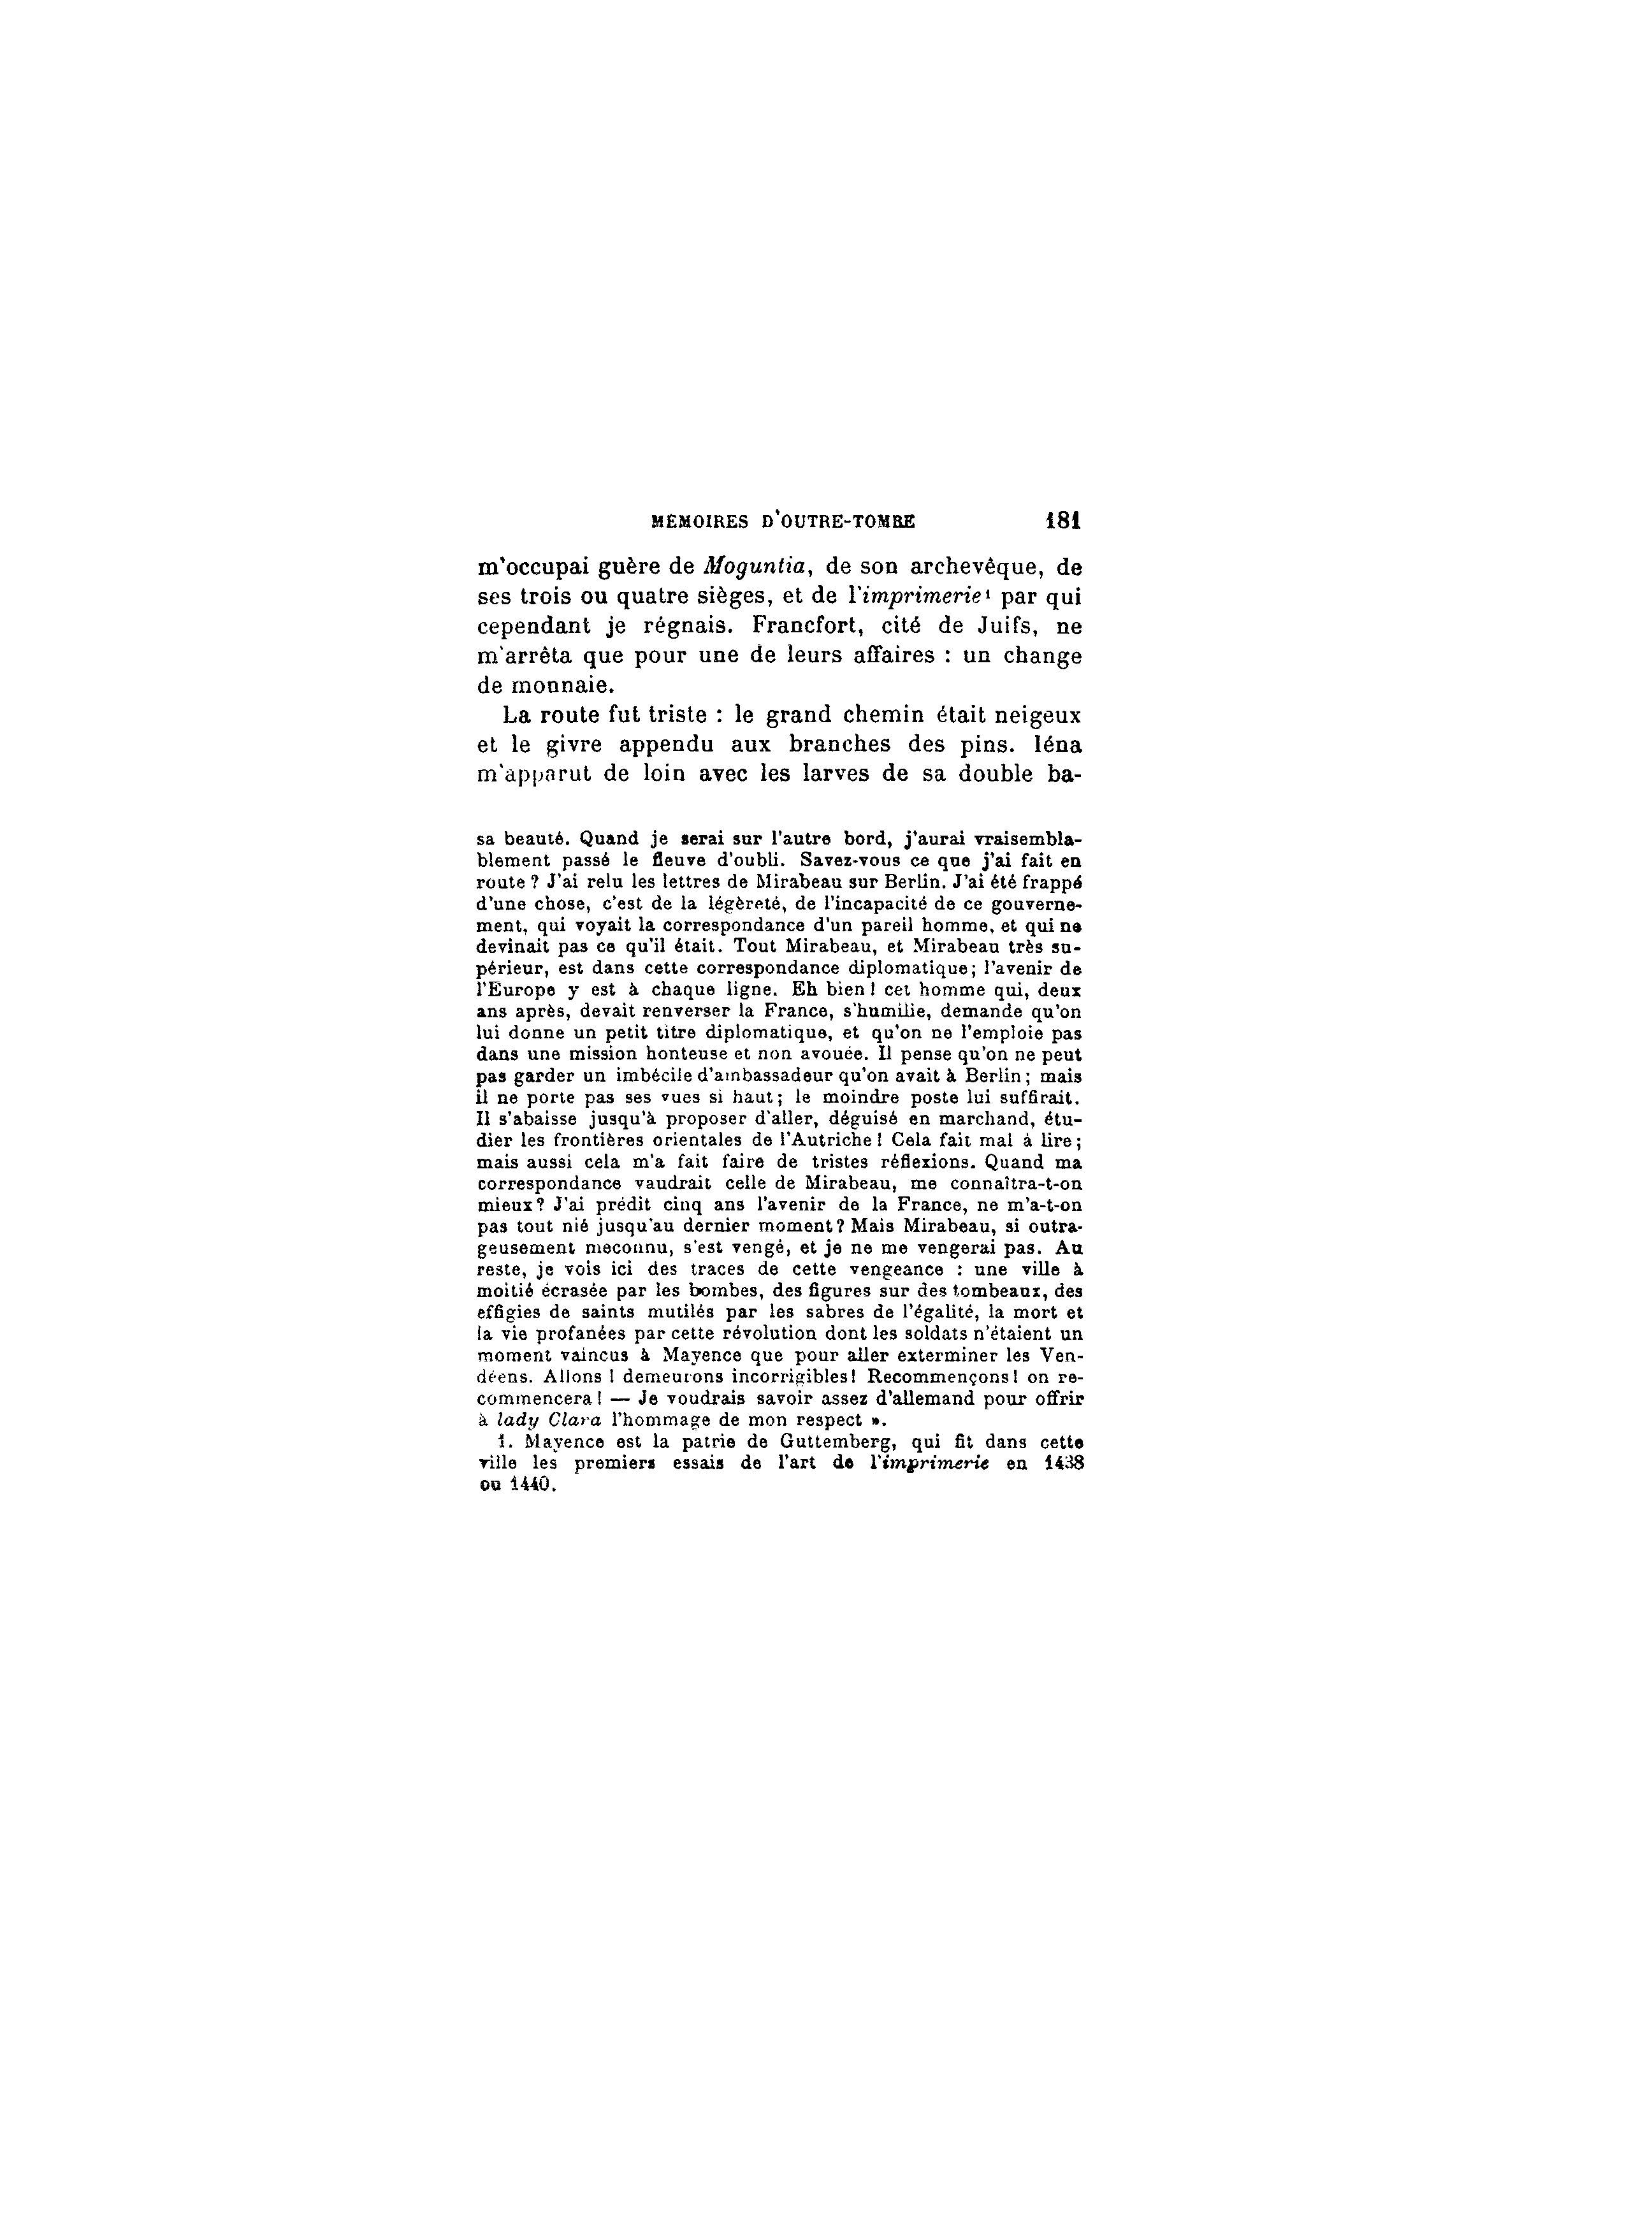 MÉMOIRES D'OUTRE-TOMBE 181
m'occupai guère de Moguntia, de son archevêque, de
ses trois ou quatre sièges, et de l'imprimerie¹ par qui
cependant je régnais. Francfort, cité de Juifs, ne
m'arrêta que pour une de leurs affaires : un change
de monnaie.
La route fut triste : le grand chemin était neigeux
et le givre appendu aux branches des pins. Iéna
m'apparut de loin avec les larves de sa double ba-
sa beauté. Quand je serai sur l'autre bord, j'aurai vraisembla-
blement passé le fleuve d'oubli. Savez-vous ce que j'ai fait en
route ? J'ai relu les lettres de Mirabeau sur Berlin. J'ai été frappé
d'une chose, c'est de la légèreté, de l'incapacité de ce gouverne-
ment, qui voyait la correspondance d'un pareil homme, et qui ne
devinait pas ce qu'il était. Tout Mirabeau, et Mirabeau très su-
périeur, est dans cette correspondance diplomatique; l'avenir de
l'Europe y est à chaque ligne. Eh bien! cet homme qui, deux
ans après, devait renverser la France, s'humilie, demande qu'on
lui donne un petit titre diplomatique, et qu'on ne l'emploie pas
dans une mission honteuse et non avouée. Il pense qu'on ne peut
pas garder un imbécile d'ambassadeur qu'on avait à Berlin; mais
il ne porte pas ses vues si haut; le moindre poste lui suffirait.
Il s'abaisse jusqu'à proposer d'aller, déguisé en marchand, étu-
dier les frontières orientales de l'Autriche! Cela fait mal à lire;
mais aussi cela m'a fait faire de tristes réflexions. Quand ma
correspondance vaudrait celle de Mirabeau, me connaîtra-t-on
mieux? J'ai prédit cinq ans l'avenir de la France, ne m'a-t-on
pas tout nié jusqu'au dernier moment? Mais Mirabeau, si outra-
geusement méconnu, s'est vengé, et je ne me vengerai pas. Au
reste, je vois ici des traces de cette vengeance : une ville à
moitié écrasée par les bombes, des figures sur des tombeaux, des
effigies de saints mutilés par les sabres de l'égalité, la mort et
la vie profanées par cette révolution dont les soldats n'étaient un
moment vaincus à Mayence que pour aller exterminer les Ven-
déens. Allons ! demeurons incorrigibles! Recommençons! on re-
commencera! — Je voudrais savoir assez d'allemand pour offrir
à lady Clara l'hommage de mon respect ».
1. Mayence est la patrie de Guttemberg, qui fit dans cette
ville les premiers essais de l'art de l'imprimerie en 1438
ou 1440.